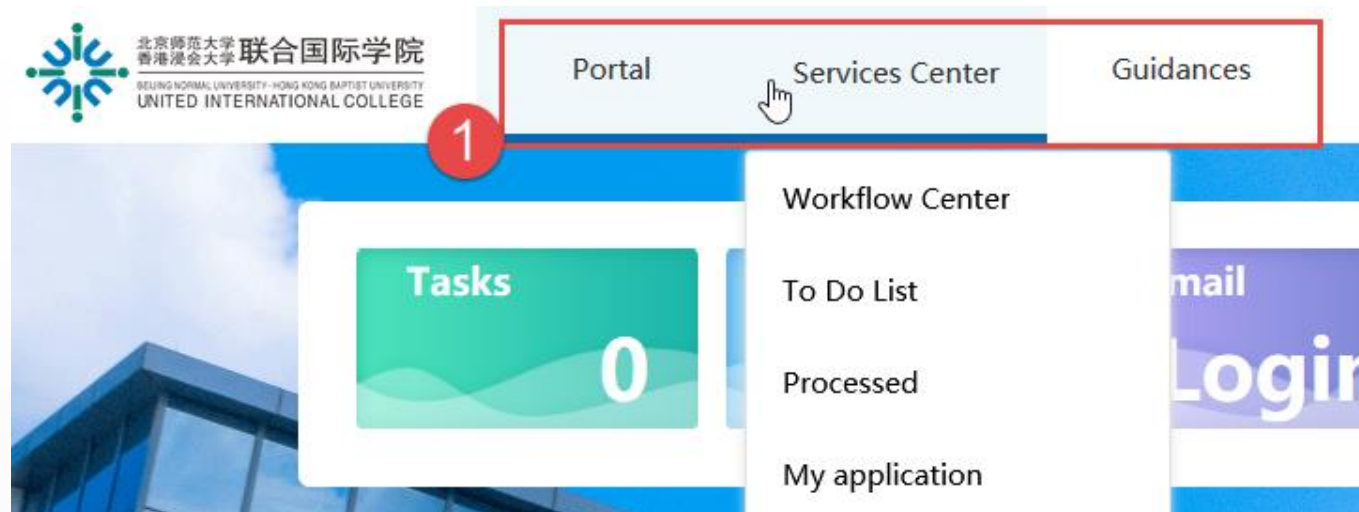 北京师范大学
香港浸会大学 联合国际学院
BEIJING NORMAL UNIVERSITY · HONG KONG BAPTIST UNIVERSITY
UNITED INTERNATIONAL COLLEGE
Portal
Services Center
Guidances
1
Workflow Center
To Do List
Processed
My application
Tasks
0
mail
Login